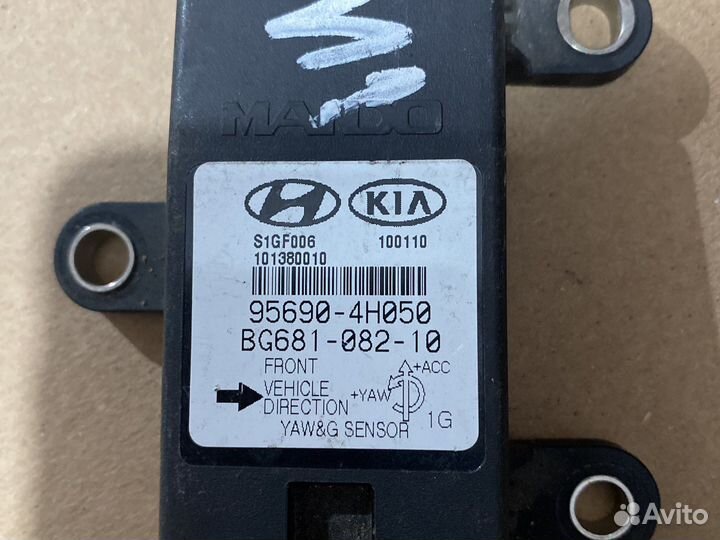 MANDO
KIA
S1GF006 100110
101380010
95690-4H050
BG681-082-10
FRONT +ACC
VEHICLE +YAW
DIRECTION 1G
YAW&G SENSOR
Avito